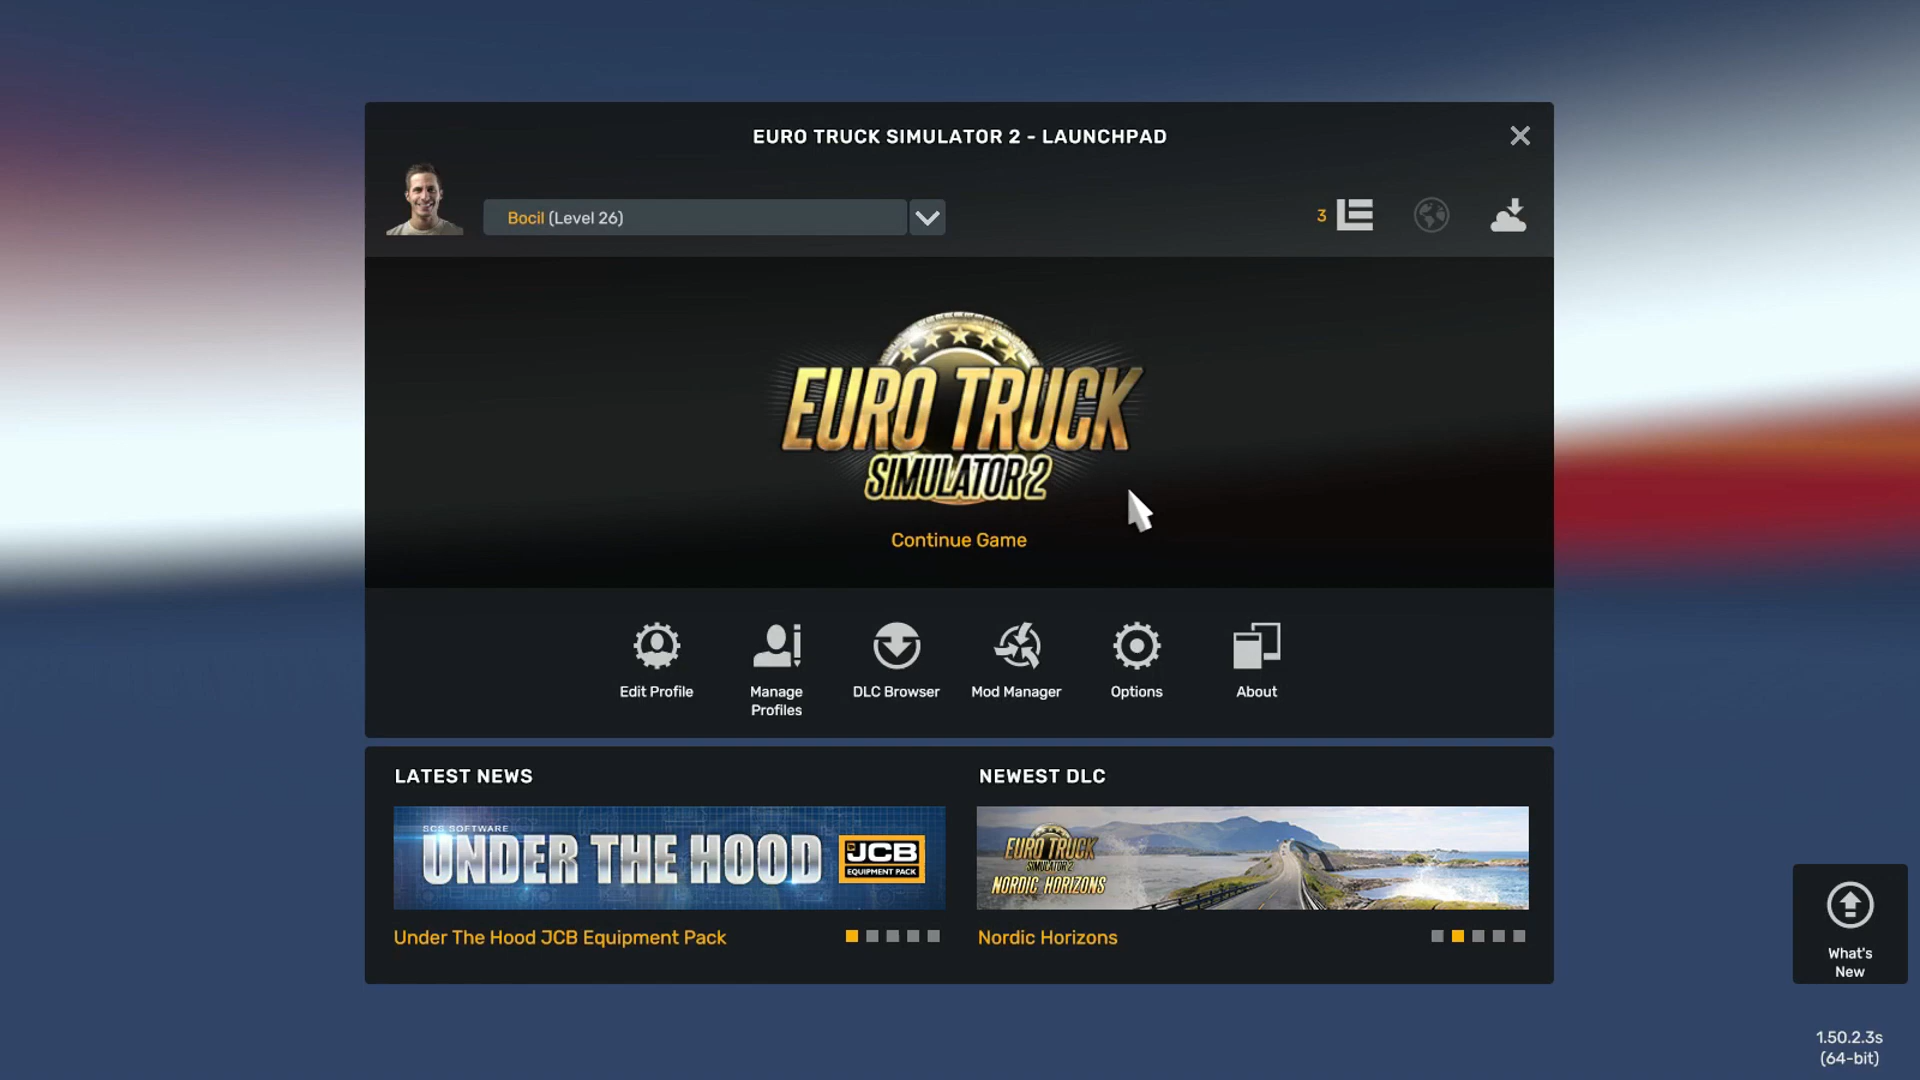 EURO TRUCK SIMULATOR 2 - LAUNCHPAD
Bocil (Level 26)
3
EURO TRUCK
SIMULATOR 2
Continue Game
Edit Profile
Manage
Profiles
DLC Browser
Mod Manager
Options
About
LATEST NEWS
SCS SOFTWARE
UNDER THE HOOD
JCB
EQUIPMENT PACK
Under The Hood JCB Equipment Pack
NEWEST DLC
EURO TRUCK
SIMULATOR 2
NORDIC HORIZONS
Nordic Horizons
What's
New
1.50.2.3s
(64-bit)